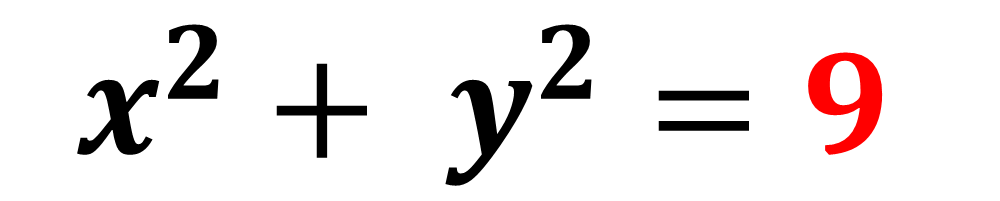 x² + y² = 9